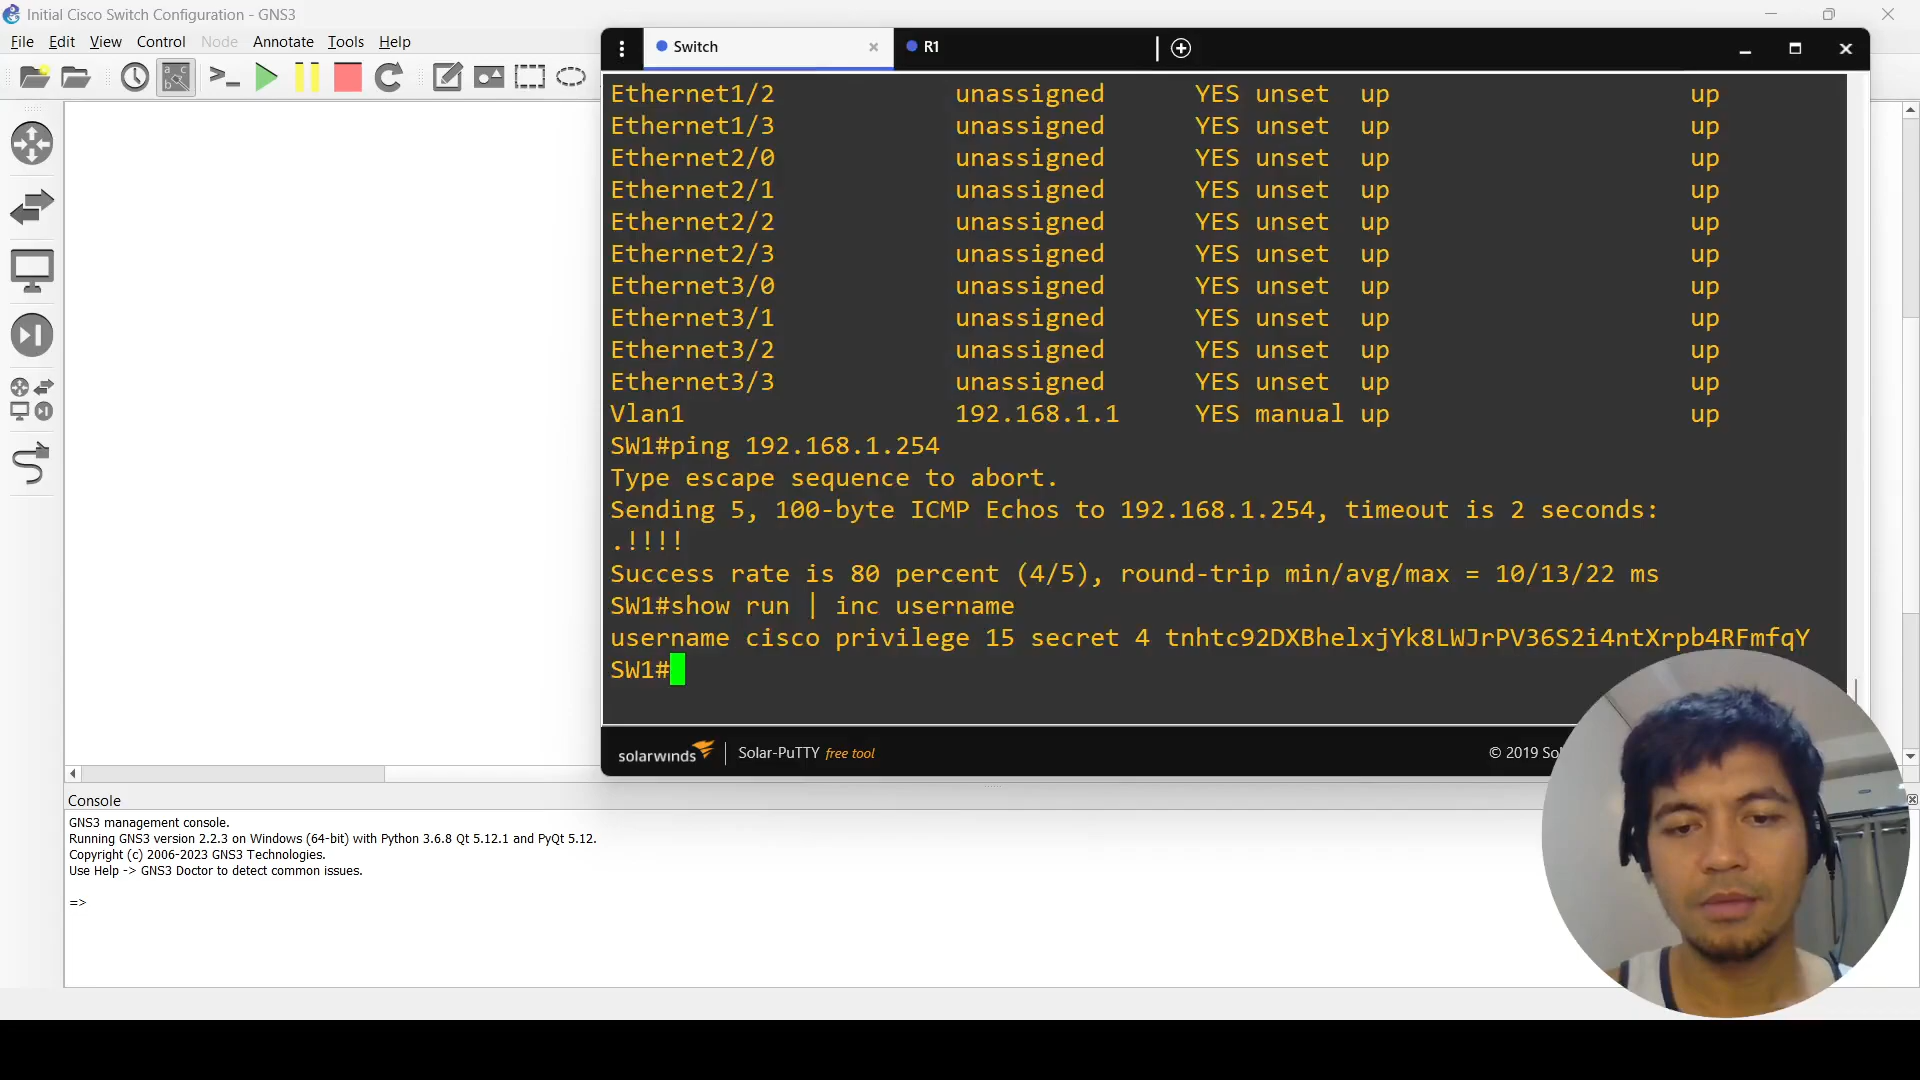 Initial Cisco Switch Configuration - GNS3
File Edit View Control Node Annotate Tools Help
Switch
R1
Ethernet1/2 unassigned YES unset up up
Ethernet1/3 unassigned YES unset up up
Ethernet2/0 unassigned YES unset up up
Ethernet2/1 unassigned YES unset up up
Ethernet2/2 unassigned YES unset up up
Ethernet2/3 unassigned YES unset up up
Ethernet3/0 unassigned YES unset up up
Ethernet3/1 unassigned YES unset up up
Ethernet3/2 unassigned YES unset up up
Ethernet3/3 unassigned YES unset up up
Vlan1 192.168.1.1 YES manual up up
SW1#ping 192.168.1.254
Type escape sequence to abort.
Sending 5, 100-byte ICMP Echos to 192.168.1.254, timeout is 2 seconds:
.!!!!
Success rate is 80 percent (4/5), round-trip min/avg/max = 10/13/22 ms
SW1#show run | inc username
username cisco privilege 15 secret 4 tnhtc92DXBhelxjYk8LWJrPV36S2i4ntXrpb4RFmfqY
SW1#
solarwinds Solar-PuTTY free tool
© 2019
Console
GNS3 management console.
Running GNS3 version 2.2.3 on Windows (64-bit) with Python 3.6.8 Qt 5.12.1 and PyQt 5.12.
Copyright (c) 2006-2023 GNS3 Technologies.
Use Help -> GNS3 Doctor to detect common issues.
=>